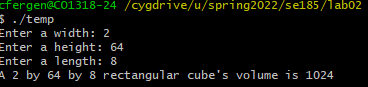 cfergen@CO1318-24 /cygdrive/u/spring2022/se185/lab02
$ ./temp
Enter a width: 2
Enter a height: 64
Enter a length: 8
A 2 by 64 by 8 rectangular cube's volume is 1024